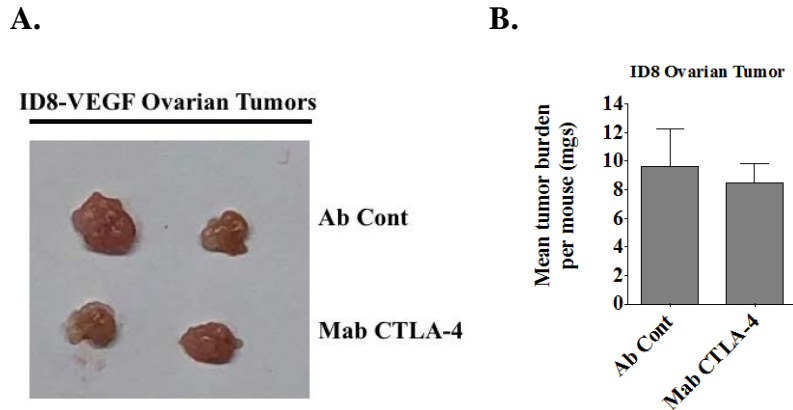 A.
ID8-VEGF Ovarian Tumors
Ab Cont
Mab CTLA-4
B.
ID8 Ovarian Tumor
Mean tumor burden
per mouse (mgs)
14
12
10
8
6
4
2
0
Ab Cont
Mab CTLA-4